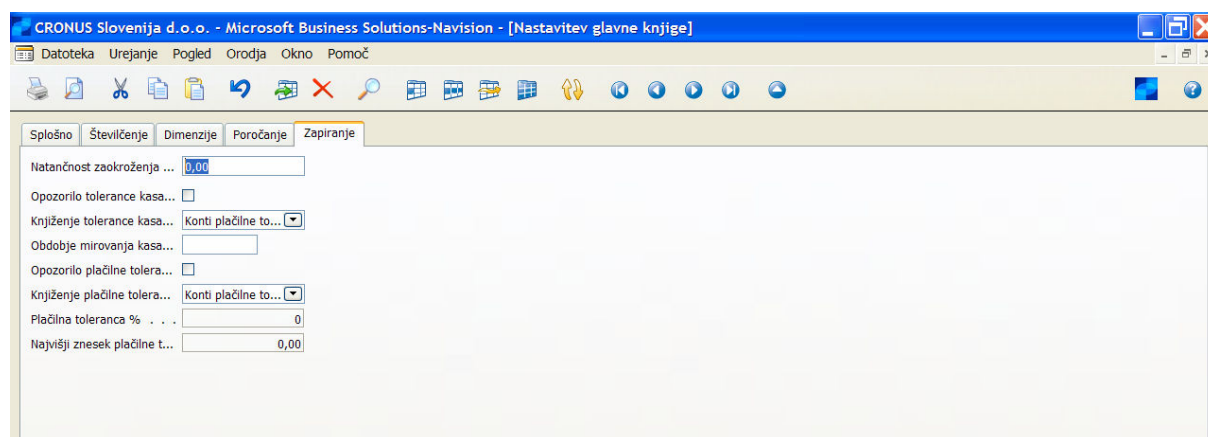 CRONUS Slovenija d.o.o. - Microsoft Business Solutions-Navision - [Nastavitev glavne knjige]
Datoteka Urejanje Pogled Orodja Okno Pomoč
Splošno Številčenje Dimenzije Poročanje Zapiranje
Natančnost zaokroženja ... 0,00
Opozorilo tolerance kasa...
Knjiženje tolerance kasa... Konti plačilne to...
Obdobje mirovanja kasa...
Opozorilo plačilne tolera...
Knjiženje plačilne tolera... Konti plačilne to...
Plačilna toleranca % . . . 0
Najvišji znesek plačilne t... 0,00